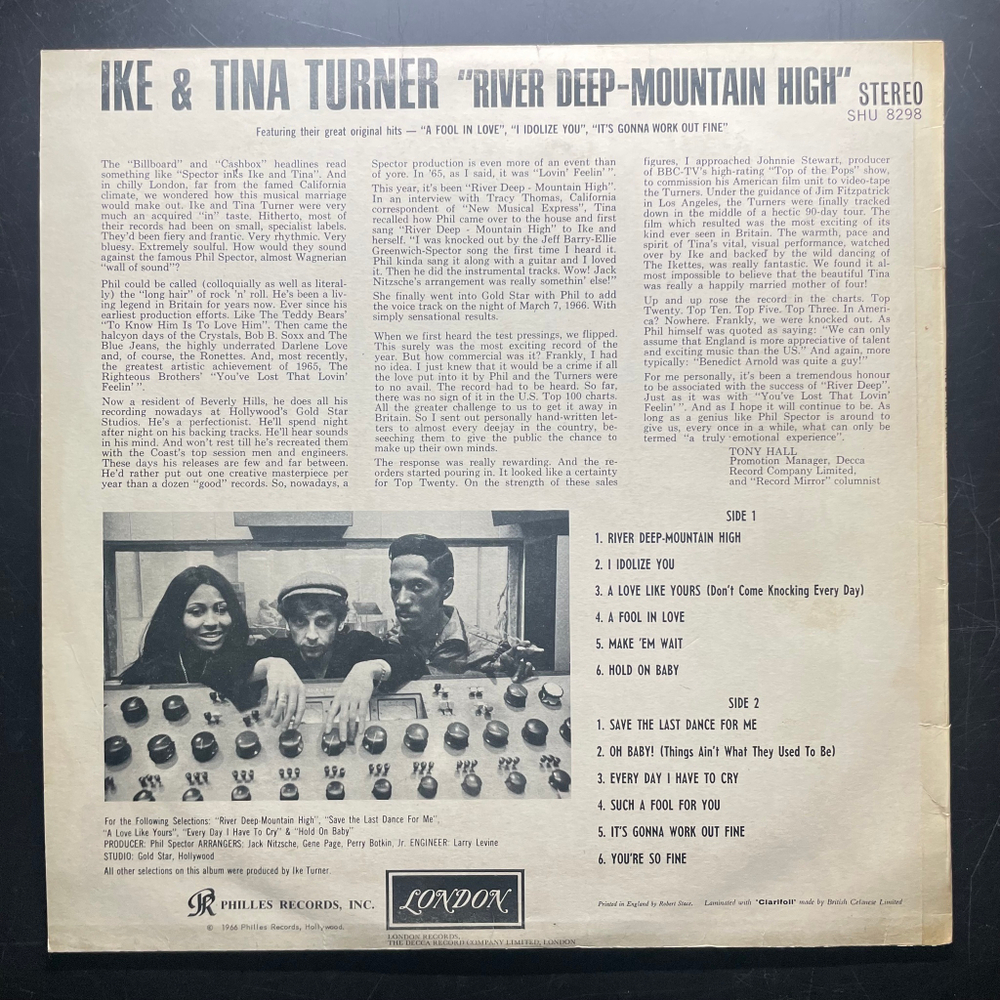 IKE & TINA TURNER "RIVER DEEP-MOUNTAIN HIGH"
STEREO
SHU 8298
Featuring their great original hits — "A FOOL IN LOVE", "I IDOLIZE YOU", "IT'S GONNA WORK OUT FINE"
The "Billboard" and "Cashbox" headlines read
something like "Spector inks Ike and Tina". And
in chilly London, far from the famed California
climate, we wondered how this musical marriage
would make out. Ike and Tina Turner were very
much an acquired "in" taste. Hitherto, most of
their records had been on small, specialist labels.
They'd been fiery and frantic. Very rhythmic. Very
bluesy. Extremely soulful. How would they sound
against the famous Phil Spector, almost Wagnerian
"wall of sound"?
Phil could be called (colloquially as well as literal-
ly) the "long hair" of rock 'n' roll. He's been a liv-
ing legend in Britain for years now. Ever since his
earliest production efforts. Like The Teddy Bears'
"To Know Him Is To Love Him". Then came the
halcyon days of the Crystals, Bob B. Soxx and The
Blue Jeans, the highly underrated Darlene Love
and, of course, the Ronettes. And, most recently,
the greatest artistic achievement of 1965, The
Righteous Brothers' "You've Lost That Lovin'
Feelin' ".
Now a resident of Beverly Hills, he does all his
recording nowadays at Hollywood's Gold Star
Studios. He's a perfectionist. He'll spend night
after night on his backing tracks. He'll hear sounds
in his mind. And won't rest till he's recreated them
with the Coast's top session men and engineers.
These days his releases are few and far between.
He'd rather put out one creative masterpiece per
year than a dozen "good" records. So, nowadays, a
Spector production is even more of an event than
of yore. In '65, as I said, it was "Lovin' Feelin' ".
This year, it's been "River Deep - Mountain High".
In an interview with Tracy Thomas, California
correspondent of "New Musical Express", Tina
recalled how Phil came over to the house and first
sang "River Deep - Mountain High" to Ike and
herself. "I was knocked out by the Jeff Barry-Ellie
Greenwich-Spector song the first time I heard it.
Phil kinda sang it along with a guitar and I loved
it. Then he did the instrumental tracks. Wow! Jack
Nitzsche's arrangement was really somethin' else!"
She finally went into Gold Star with Phil to add
the voice track on the night of March 7, 1966. With
simply sensational results.
When we first heard the test pressings, we flipped.
This surely was the most exciting record of the
year. But how commercial was it? Frankly, I had
no idea. I just knew that it would be a crime if all
the love put into it by Phil and the Turners were
to no avail. The record had to be heard. So far,
there was no sign of it in the U.S. Top 100 charts.
All the greater challenge to us to get it away in
Britain. So I sent out personally hand-written let-
ters to almost every deejay in the country, be-
seeching them to give the public the chance to
make up their own minds.
The response was really rewarding. And the re-
orders started pouring in. It looked like a certainty
for Top Twenty. On the strength of these sales
figures, I approached Johnnie Stewart, producer
of BBC-TV's high-rating "Top of the Pops" show,
to commission his American film unit to video-tape
the Turners. Under the guidance of Jim Fitzpatrick
in Los Angeles, the Turners were finally tracked
down in the middle of a hectic 90-day tour. The
film which resulted was the most exciting of its
kind ever seen in Britain. The warmth, pace and
spirit of Tina's vital, visual performance, watched
over by Ike and backed by the wild dancing of
The Ikettes, was really fantastic. We found it al-
most impossible to believe that the beautiful Tina
was really a happily married mother of four!
Up and up rose the record in the charts. Top
Twenty. Top Ten. Top Five. Top Three. In Ameri-
ca? Nowhere. Frankly, we were knocked out. As
Phil himself was quoted as saying: "We can only
assume that England is more appreciative of talent
and exciting music than the US." And again, more
typically: "Benedict Arnold was quite a guy!"
For me personally, it's been a tremendous honour
to be associated with the success of "River Deep".
Just as it was with "You've Lost That Lovin'
Feelin' ". And as I hope it will continue to be. As
long as a genius like Phil Spector is around to
give us, every once in a while, what can only be
termed "a truly emotional experience".
TONY HALL
Promotion Manager, Decca
Record Company Limited,
and "Record Mirror" columnist
SIDE 1
1. RIVER DEEP-MOUNTAIN HIGH
2. I IDOLIZE YOU
3. A LOVE LIKE YOURS (Don't Come Knocking Every Day)
4. A FOOL IN LOVE
5. MAKE 'EM WAIT
6. HOLD ON BABY
SIDE 2
1. SAVE THE LAST DANCE FOR ME
2. OH BABY! (Things Ain't What They Used To Be)
3. EVERY DAY I HAVE TO CRY
4. SUCH A FOOL FOR YOU
5. IT'S GONNA WORK OUT FINE
6. YOU'RE SO FINE
For the Following Selections: "River Deep-Mountain High", "Save the Last Dance For Me",
"A Love Like Yours", "Every Day I Have To Cry" & "Hold On Baby"
PRODUCER: Phil Spector ARRANGERS: Jack Nitzsche, Gene Page, Perry Botkin, Jr. ENGINEER: Larry Levine
STUDIO: Gold Star, Hollywood
All other selections on this album were produced by Ike Turner.
PR PHILLES RECORDS, INC.
© 1966 Philles Records, Hollywood.
LONDON
LONDON RECORDS,
THE DECCA RECORD COMPANY LIMITED, LONDON
Printed in England by Robert Stace.
Laminated with 'Clarifoil' made by British Celanese Limited